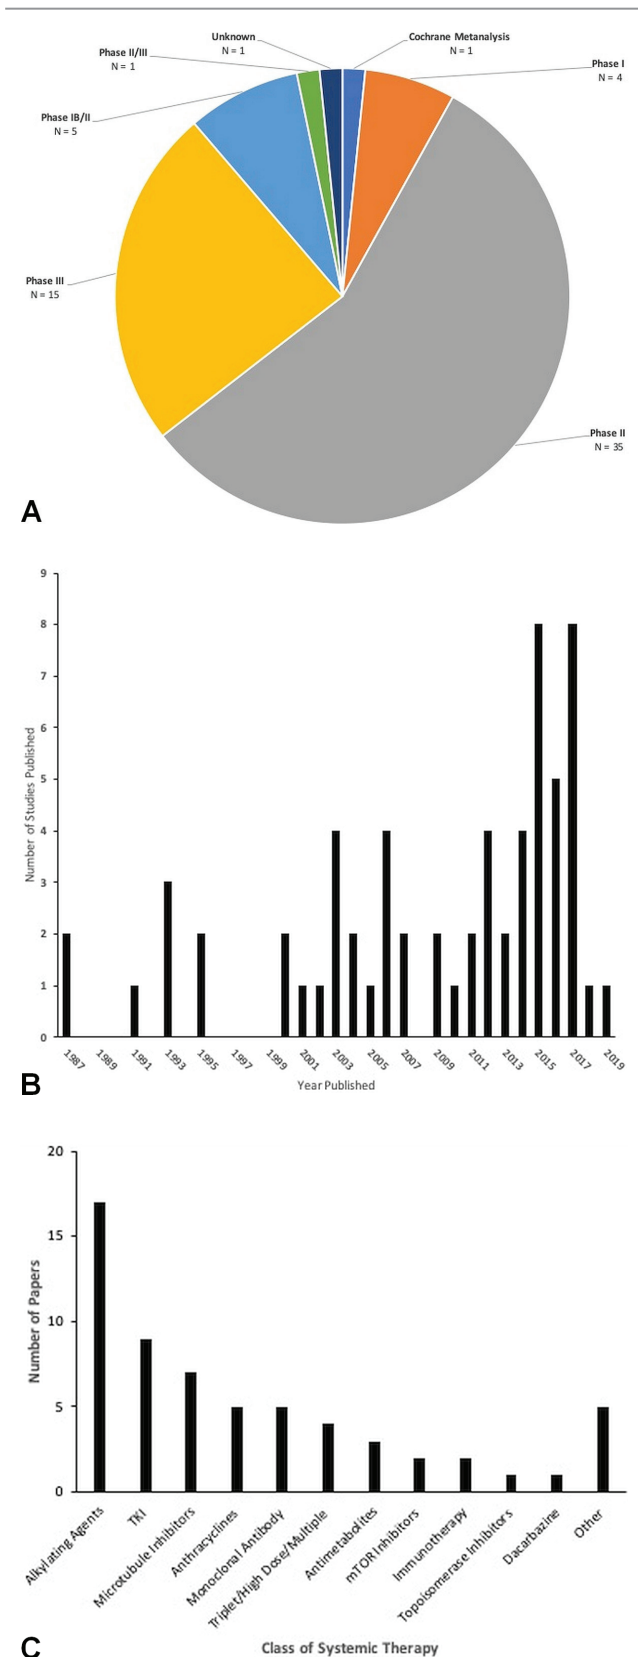 Unknown
N = 1
Cochrane Metanalysis
N = 1
Phase II/III
N = 1
Phase I
N = 4
Phase IB/II
N = 5
Phase III
N = 15
Phase II
N = 35
A
9
8
7
6
5
4
3
2
1
0
Number of Studies Published
1987 1989 1991 1993 1995 1997 1999 2001 2003 2005 2007 2009 2011 2013 2015 2017 2019
Year Published
B
20
15
10
5
0
Number of Papers
Alkylating Agents
TKI
Microtubule Inhibitors
Anthracyclines
Monoclonal Antibody
Triplet/High Dose/Multiple
Antimetabolites
mTOR Inhibitors
Immunotherapy
Topoisomerase Inhibitors
Dacarbazine
Other
Class of Systemic Therapy
C